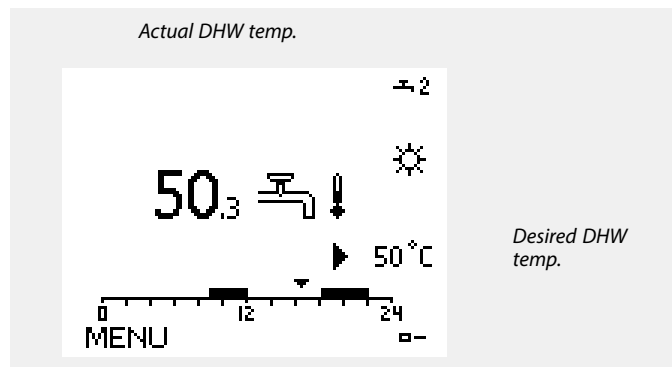 Actual DHW temp.
2
50.3
50°C
Desired DHW
temp.
0 12 24
MENU